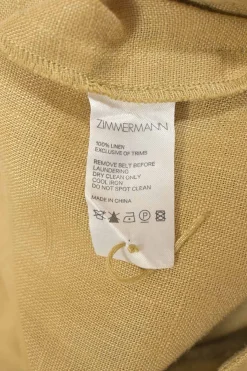 ZIMMERMANN
100% LINEN
EXCLUSIVE OF TRIMS
REMOVE BELT BEFORE
LAUNDERING
DRY CLEAN ONLY
COOL IRON
DO NOT SPOT CLEAN
MADE IN CHINA